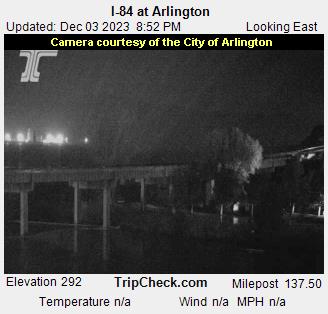 I-84 at Arlington
Updated: Dec 03 2023 8:52 PM Looking East
Camera courtesy of the City of Arlington
Elevation 292 TripCheck.com Milepost 137.50
Temperature n/a Wind n/a MPH n/a